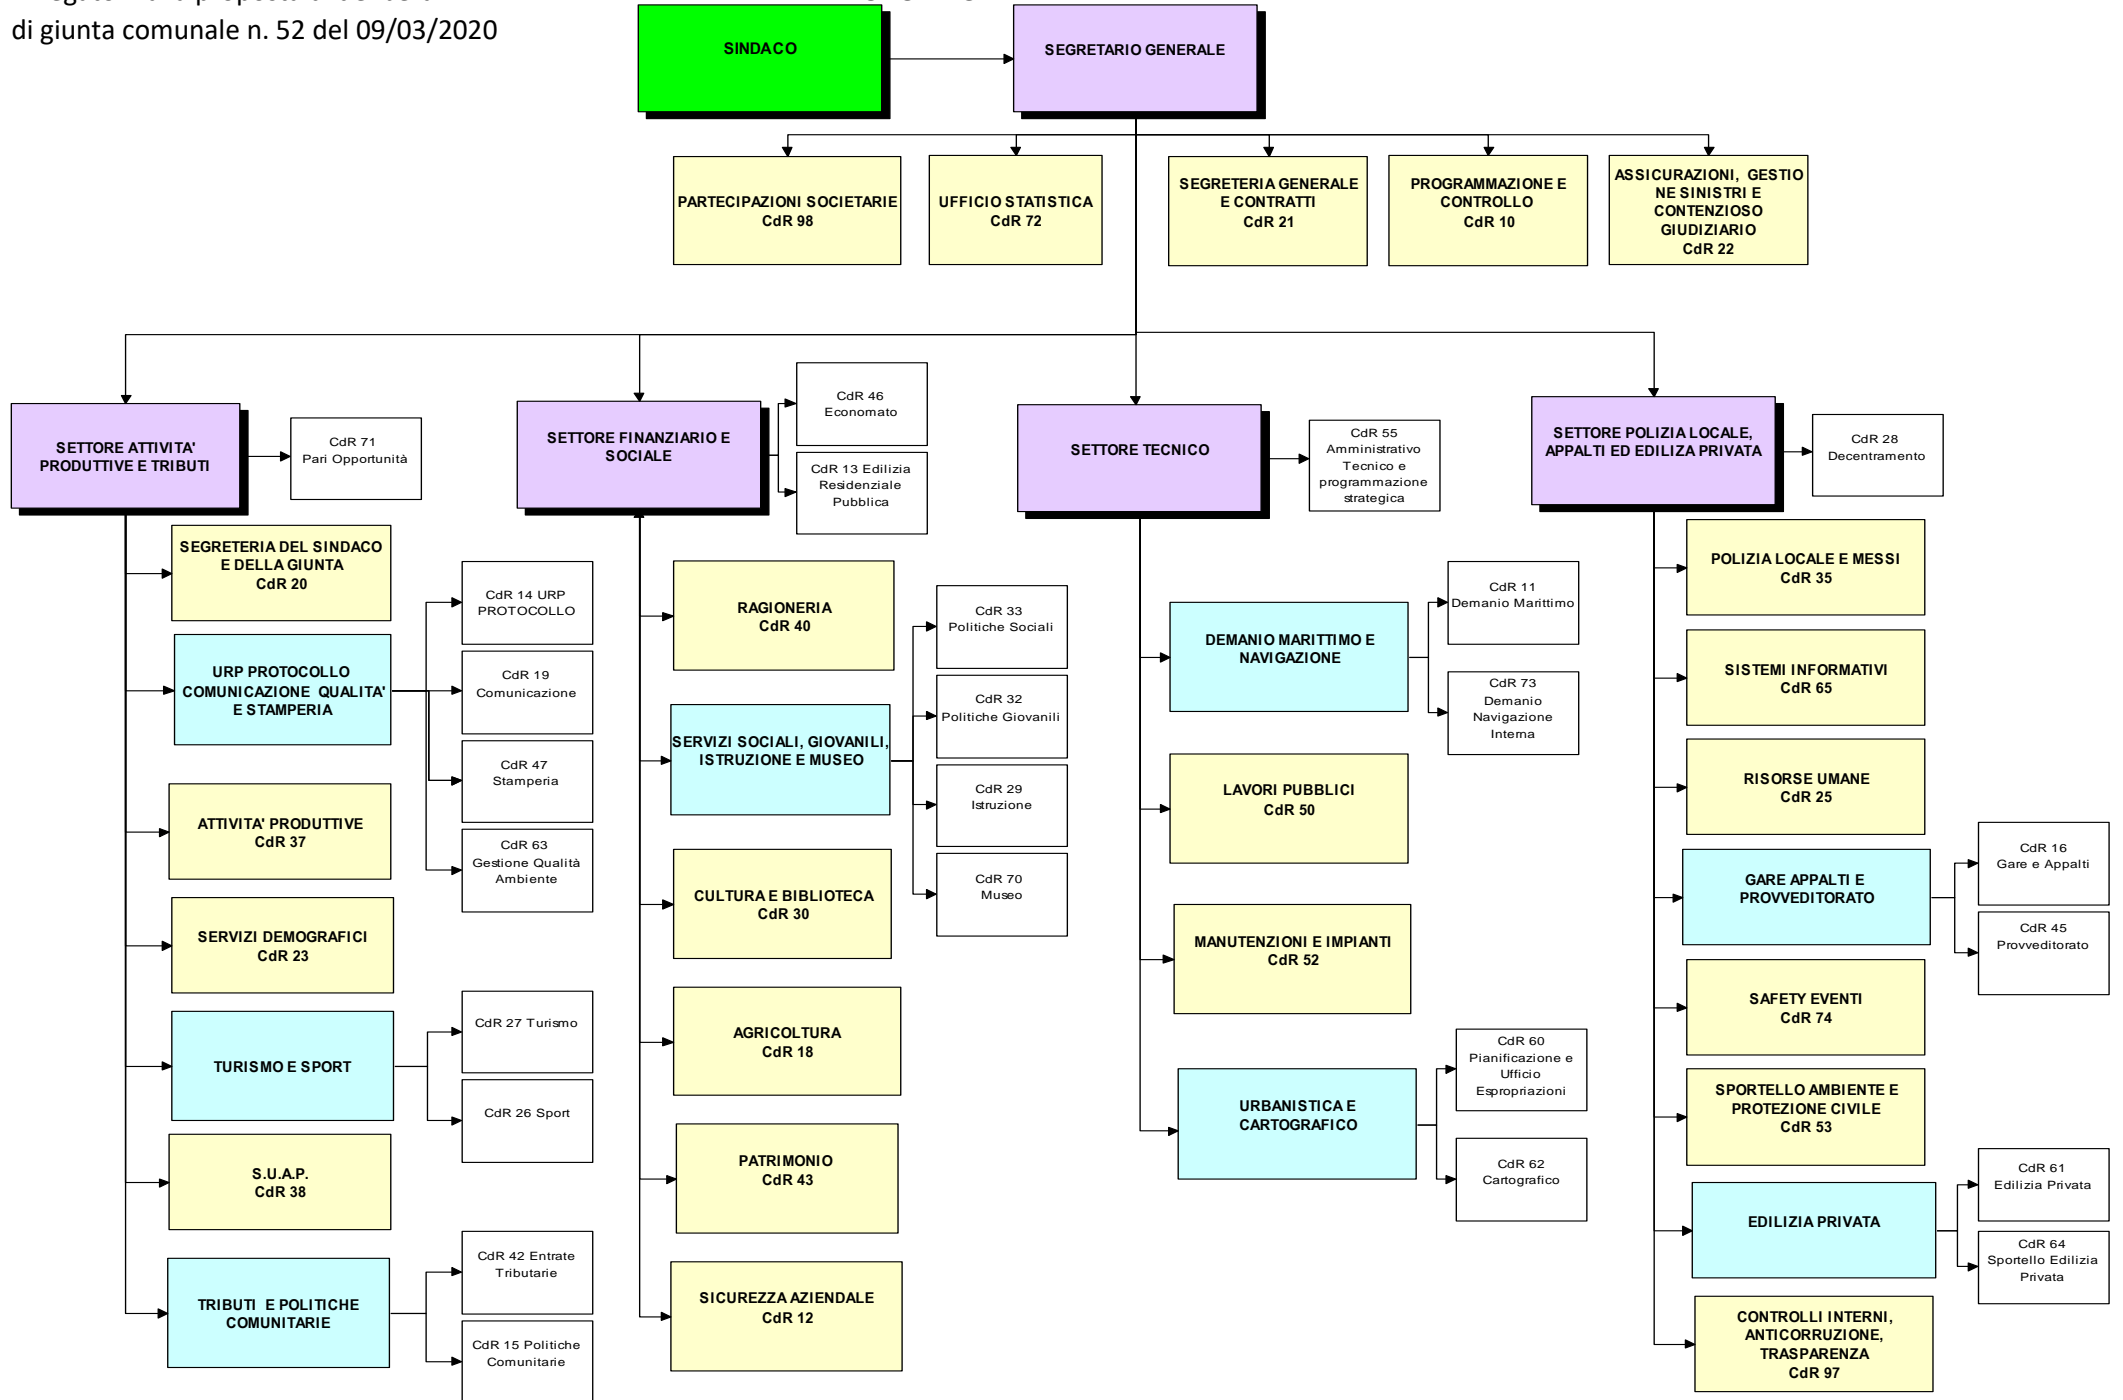 di giunta comunale n. 52 del 09/03/2020
SINDACO
SEGRETARIO GENERALE
PARTECIPAZIONI SOCIETARIE
CdR 98
UFFICIO STATISTICA
CdR 72
SEGRETERIA GENERALE
E CONTRATTI
CdR 21
PROGRAMMAZIONE E
CONTROLLO
CdR 10
ASSICURAZIONI, GESTIO
NE SINISTRI E
CONTENZIOSO
GIUDIZIARIO
CdR 22
SETTORE ATTIVITA'
PRODUTTIVE E TRIBUTI
CdR 71
Pari Opportunità
SEGRETERIA DEL SINDACO
E DELLA GIUNTA
CdR 20
URP PROTOCOLLO
COMUNICAZIONE QUALITA'
E STAMPERIA
CdR 14 URP
PROTOCOLLO
CdR 19
Comunicazione
CdR 47
Stamperia
CdR 63
Gestione Qualità
Ambiente
ATTIVITA' PRODUTTIVE
CdR 37
SERVIZI DEMOGRAFICI
CdR 23
TURISMO E SPORT
CdR 27 Turismo
CdR 26 Sport
S.U.A.P.
CdR 38
TRIBUTI E POLITICHE
COMUNITARIE
CdR 42 Entrate
Tributarie
CdR 15 Politiche
Comunitarie
SETTORE FINANZIARIO E
SOCIALE
CdR 46
Economato
CdR 13 Edilizia
Residenziale
Pubblica
RAGIONERIA
CdR 40
SERVIZI SOCIALI, GIOVANILI,
ISTRUZIONE E MUSEO
CdR 33
Politiche Sociali
CdR 32
Politiche Giovanili
CdR 29
Istruzione
CdR 70
Museo
CULTURA E BIBLIOTECA
CdR 30
AGRICOLTURA
CdR 18
PATRIMONIO
CdR 43
SICUREZZA AZIENDALE
CdR 12
SETTORE TECNICO
CdR 55
Amministrativo
Tecnico e
programmazione
strategica
DEMANIO MARITTIMO E
NAVIGAZIONE
CdR 11
Demanio Marittimo
CdR 73
Demanio
Navigazione
Interna
LAVORI PUBBLICI
CdR 50
MANUTENZIONI E IMPIANTI
CdR 52
URBANISTICA E
CARTOGRAFICO
CdR 60
Pianificazione e
Ufficio
Espropriazioni
CdR 62
Cartografico
SETTORE POLIZIA LOCALE,
APPALTI ED EDILIZA PRIVATA
CdR 28
Decentramento
POLIZIA LOCALE E MESSI
CdR 35
SISTEMI INFORMATIVI
CdR 65
RISORSE UMANE
CdR 25
GARE APPALTI E
PROVVEDITORATO
CdR 16
Gare e Appalti
CdR 45
Provveditorato
SAFETY EVENTI
CdR 74
SPORTELLO AMBIENTE E
PROTEZIONE CIVILE
CdR 53
EDILIZIA PRIVATA
CdR 61
Edilizia Privata
CdR 64
Sportello Edilizia
Privata
CONTROLLI INTERNI,
ANTICORRUZIONE,
TRASPARENZA
CdR 97